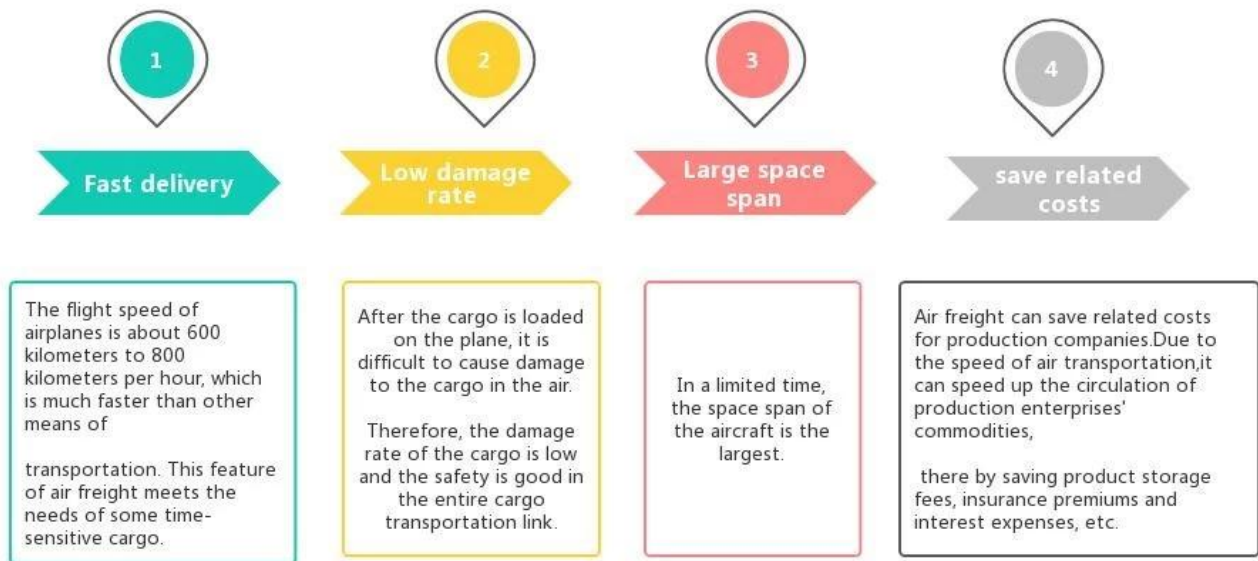 1
2
3
4
Fast delivery
Low damage
rate
Large space
span
save related
costs
The flight speed of
airplanes is about 600
kilometers to 800
kilometers per hour, which
is much faster than other
means of
transportation. This feature
of air freight meets the
needs of some time-
sensitive cargo.
After the cargo is loaded
on the plane, it is
difficult to cause damage
to the cargo in the air.
Therefore, the damage
rate of the cargo is low
and the safety is good in
the entire cargo
transportation link.
In a limited time,
the space span of
the aircraft is the
largest.
Air freight can save related costs
for production companies.Due to
the speed of air transportation,it
can speed up the circulation of
production enterprises'
commodities,
there by saving product storage
fees, insurance premiums and
interest expenses, etc.